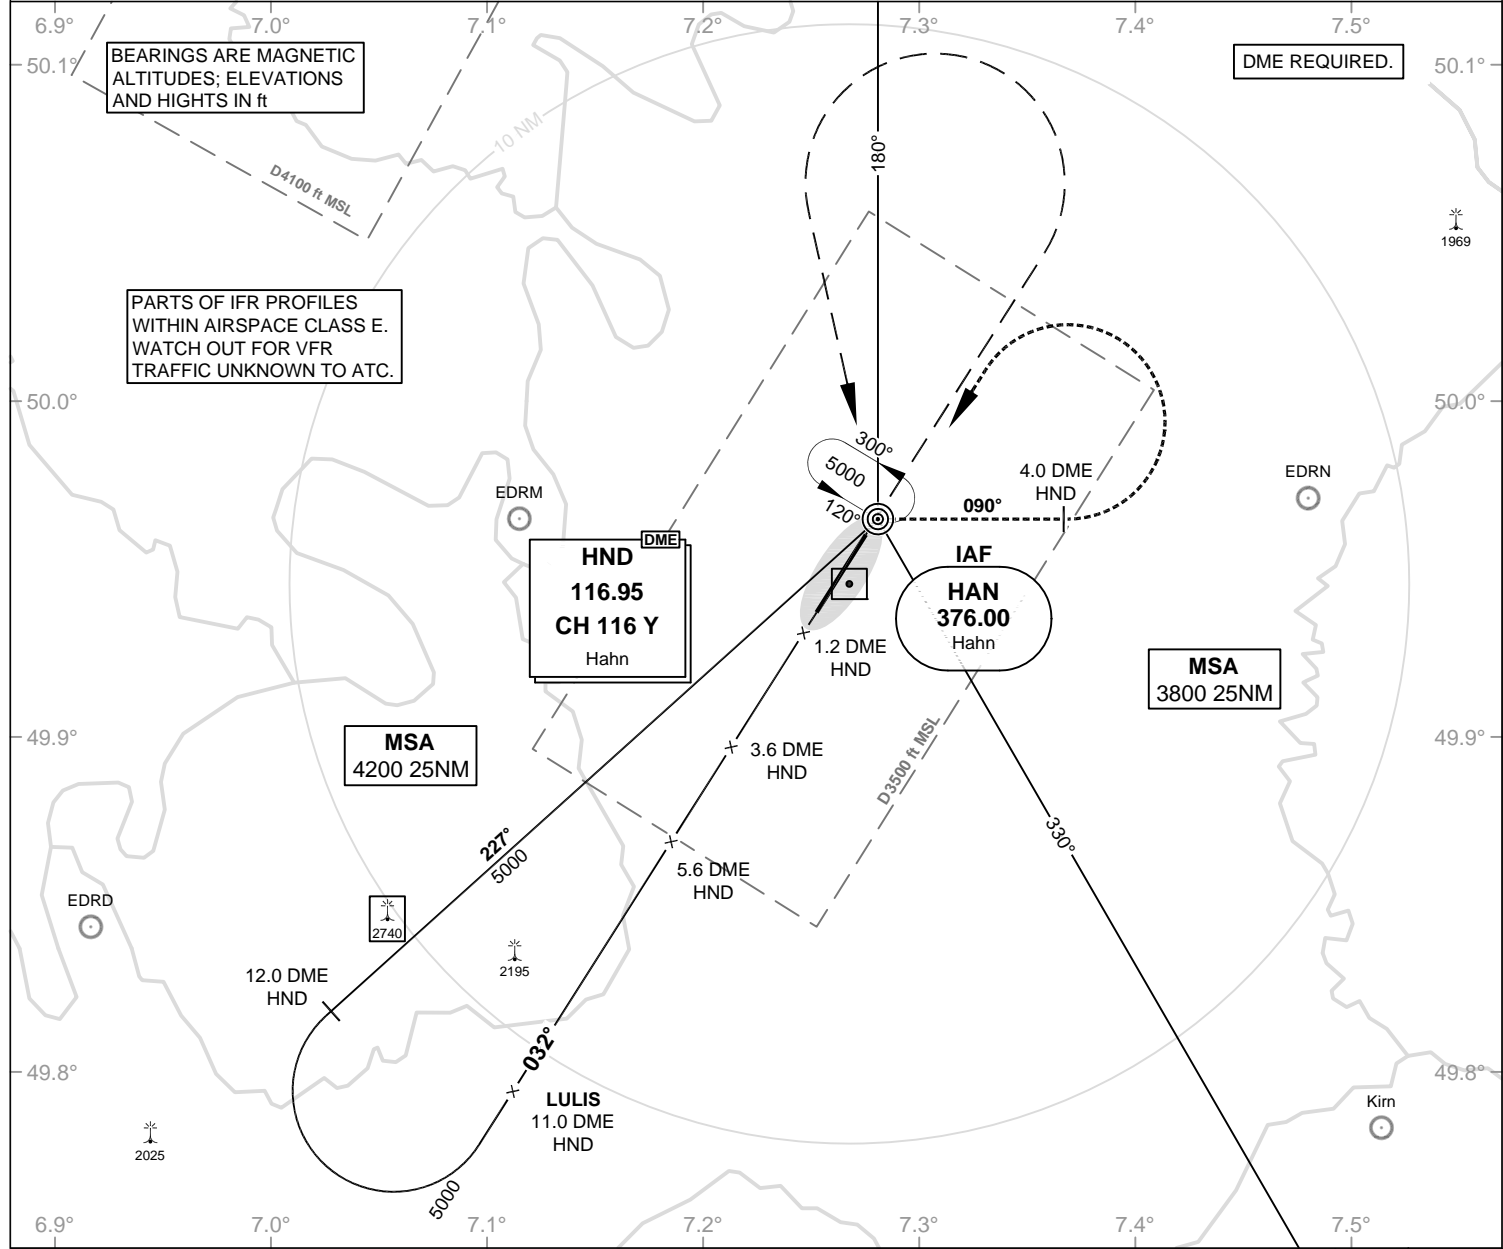 6.9°
7.0°
7.1°
7.2°
7.3°
7.4°
7.5°
50.1°
50.1°
BEARINGS ARE MAGNETIC
ALTITUDES; ELEVATIONS
AND HIGHTS IN ft
DME REQUIRED.
10 NM
180°
D4100 ft MSL
1969
PARTS OF IFR PROFILES
WITHIN AIRSPACE CLASS E.
WATCH OUT FOR VFR
TRAFFIC UNKNOWN TO ATC.
50.0°
50.0°
300°
5000
120°
EDRM
4.0 DME
HND
090°
EDRN
DME
HND
116.95
CH 116 Y
Hahn
IAF
HAN
376.00
Hahn
1.2 DME
HND
MSA
3800 25NM
MSA
4200 25NM
49.9°
49.9°
3.6 DME
HND
D3500 ft MSL
227°
5000
330°
5.6 DME
HND
EDRD
2740
2195
12.0 DME
HND
032°
49.8°
49.8°
LULIS
11.0 DME
HND
Kirn
2025
5000
6.9°
7.0°
7.1°
7.2°
7.3°
7.4°
7.5°